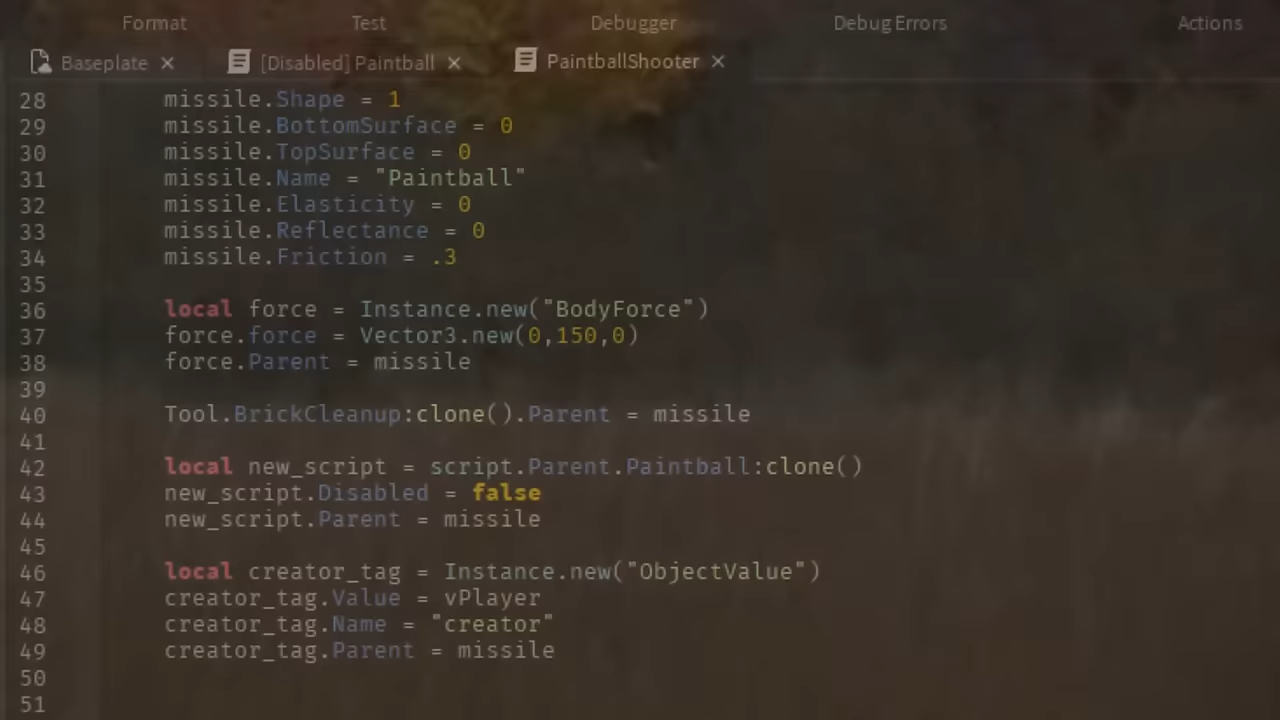 Format Test Debugger Debug Errors Actions
Baseplate × [Disabled] Paintball × PaintballShooter ×
28 missile.Shape = 1
29 missile.BottomSurface = 0
30 missile.TopSurface = 0
31 missile.Name = "Paintball"
32 missile.Elasticity = 0
33 missile.Reflectance = 0
34 missile.Friction = .3
35
36 local force = Instance.new("BodyForce")
37 force.force = Vector3.new(0,150,0)
38 force.Parent = missile
39
40 Tool.BrickCleanup:clone().Parent = missile
41
42 local new_script = script.Parent.Paintball:clone()
43 new_script.Disabled = false
44 new_script.Parent = missile
45
46 local creator_tag = Instance.new("ObjectValue")
47 creator_tag.Value = vPlayer
48 creator_tag.Name = "creator"
49 creator_tag.Parent = missile
50
51